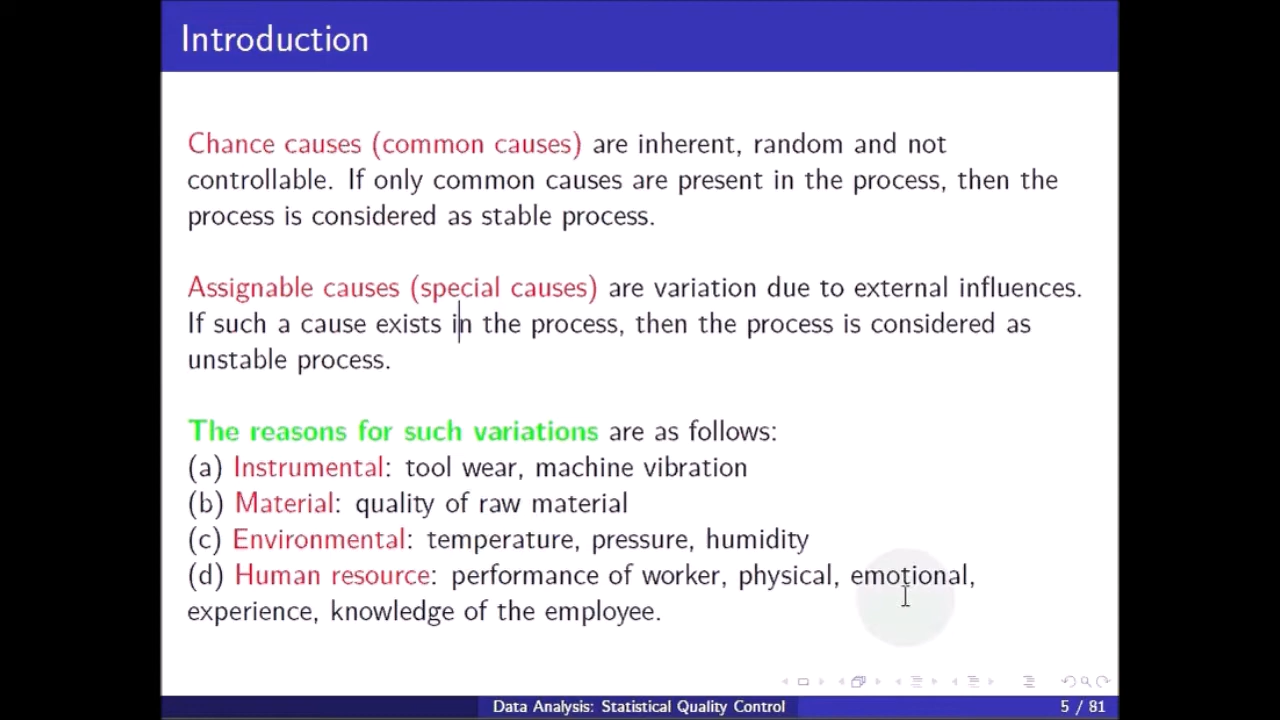 Introduction
Chance causes (common causes) are inherent, random and not
controllable. If only common causes are present in the process, then the
process is considered as stable process.
Assignable causes (special causes) are variation due to external influences.
If such a cause exists in the process, then the process is considered as
unstable process.
The reasons for such variations are as follows:
(a) Instrumental: tool wear, machine vibration
(b) Material: quality of raw material
(c) Environmental: temperature, pressure, humidity
(d) Human resource: performance of worker, physical, emotional,
experience, knowledge of the employee.
Data Analysis: Statistical Quality Control
5 / 81